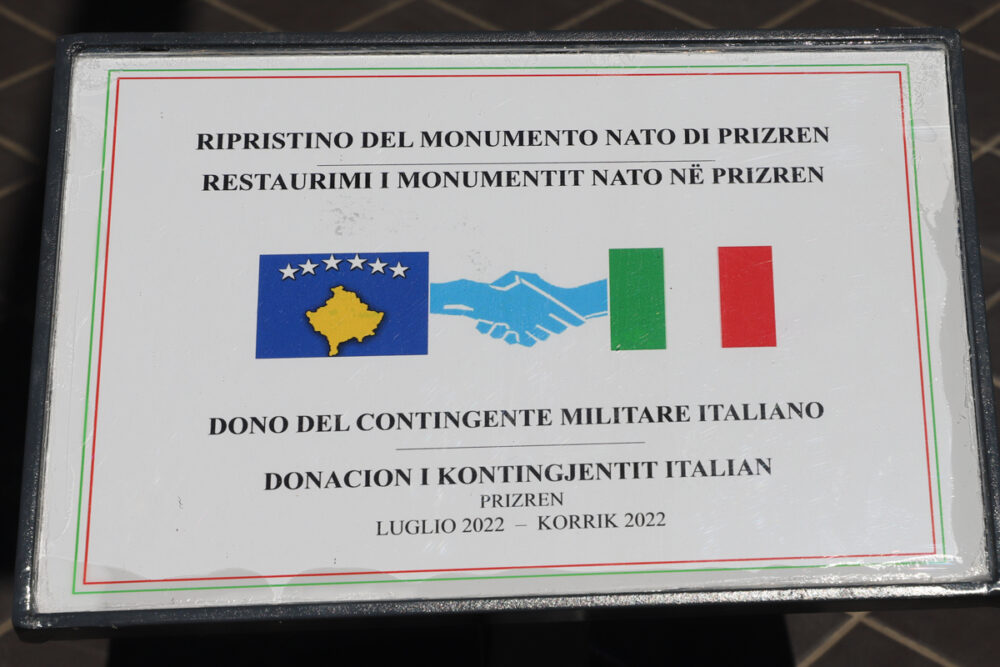 RIPRISTINO DEL MONUMENTO NATO DI PRIZREN
RESTAURIMI I MONUMENTIT NATO NË PRIZREN
DONO DEL CONTINGENTE MILITARE ITALIANO
DONACION I KONTINGJENTIT ITALIAN
PRIZREN
LUGLIO 2022 – KORRIK 2022